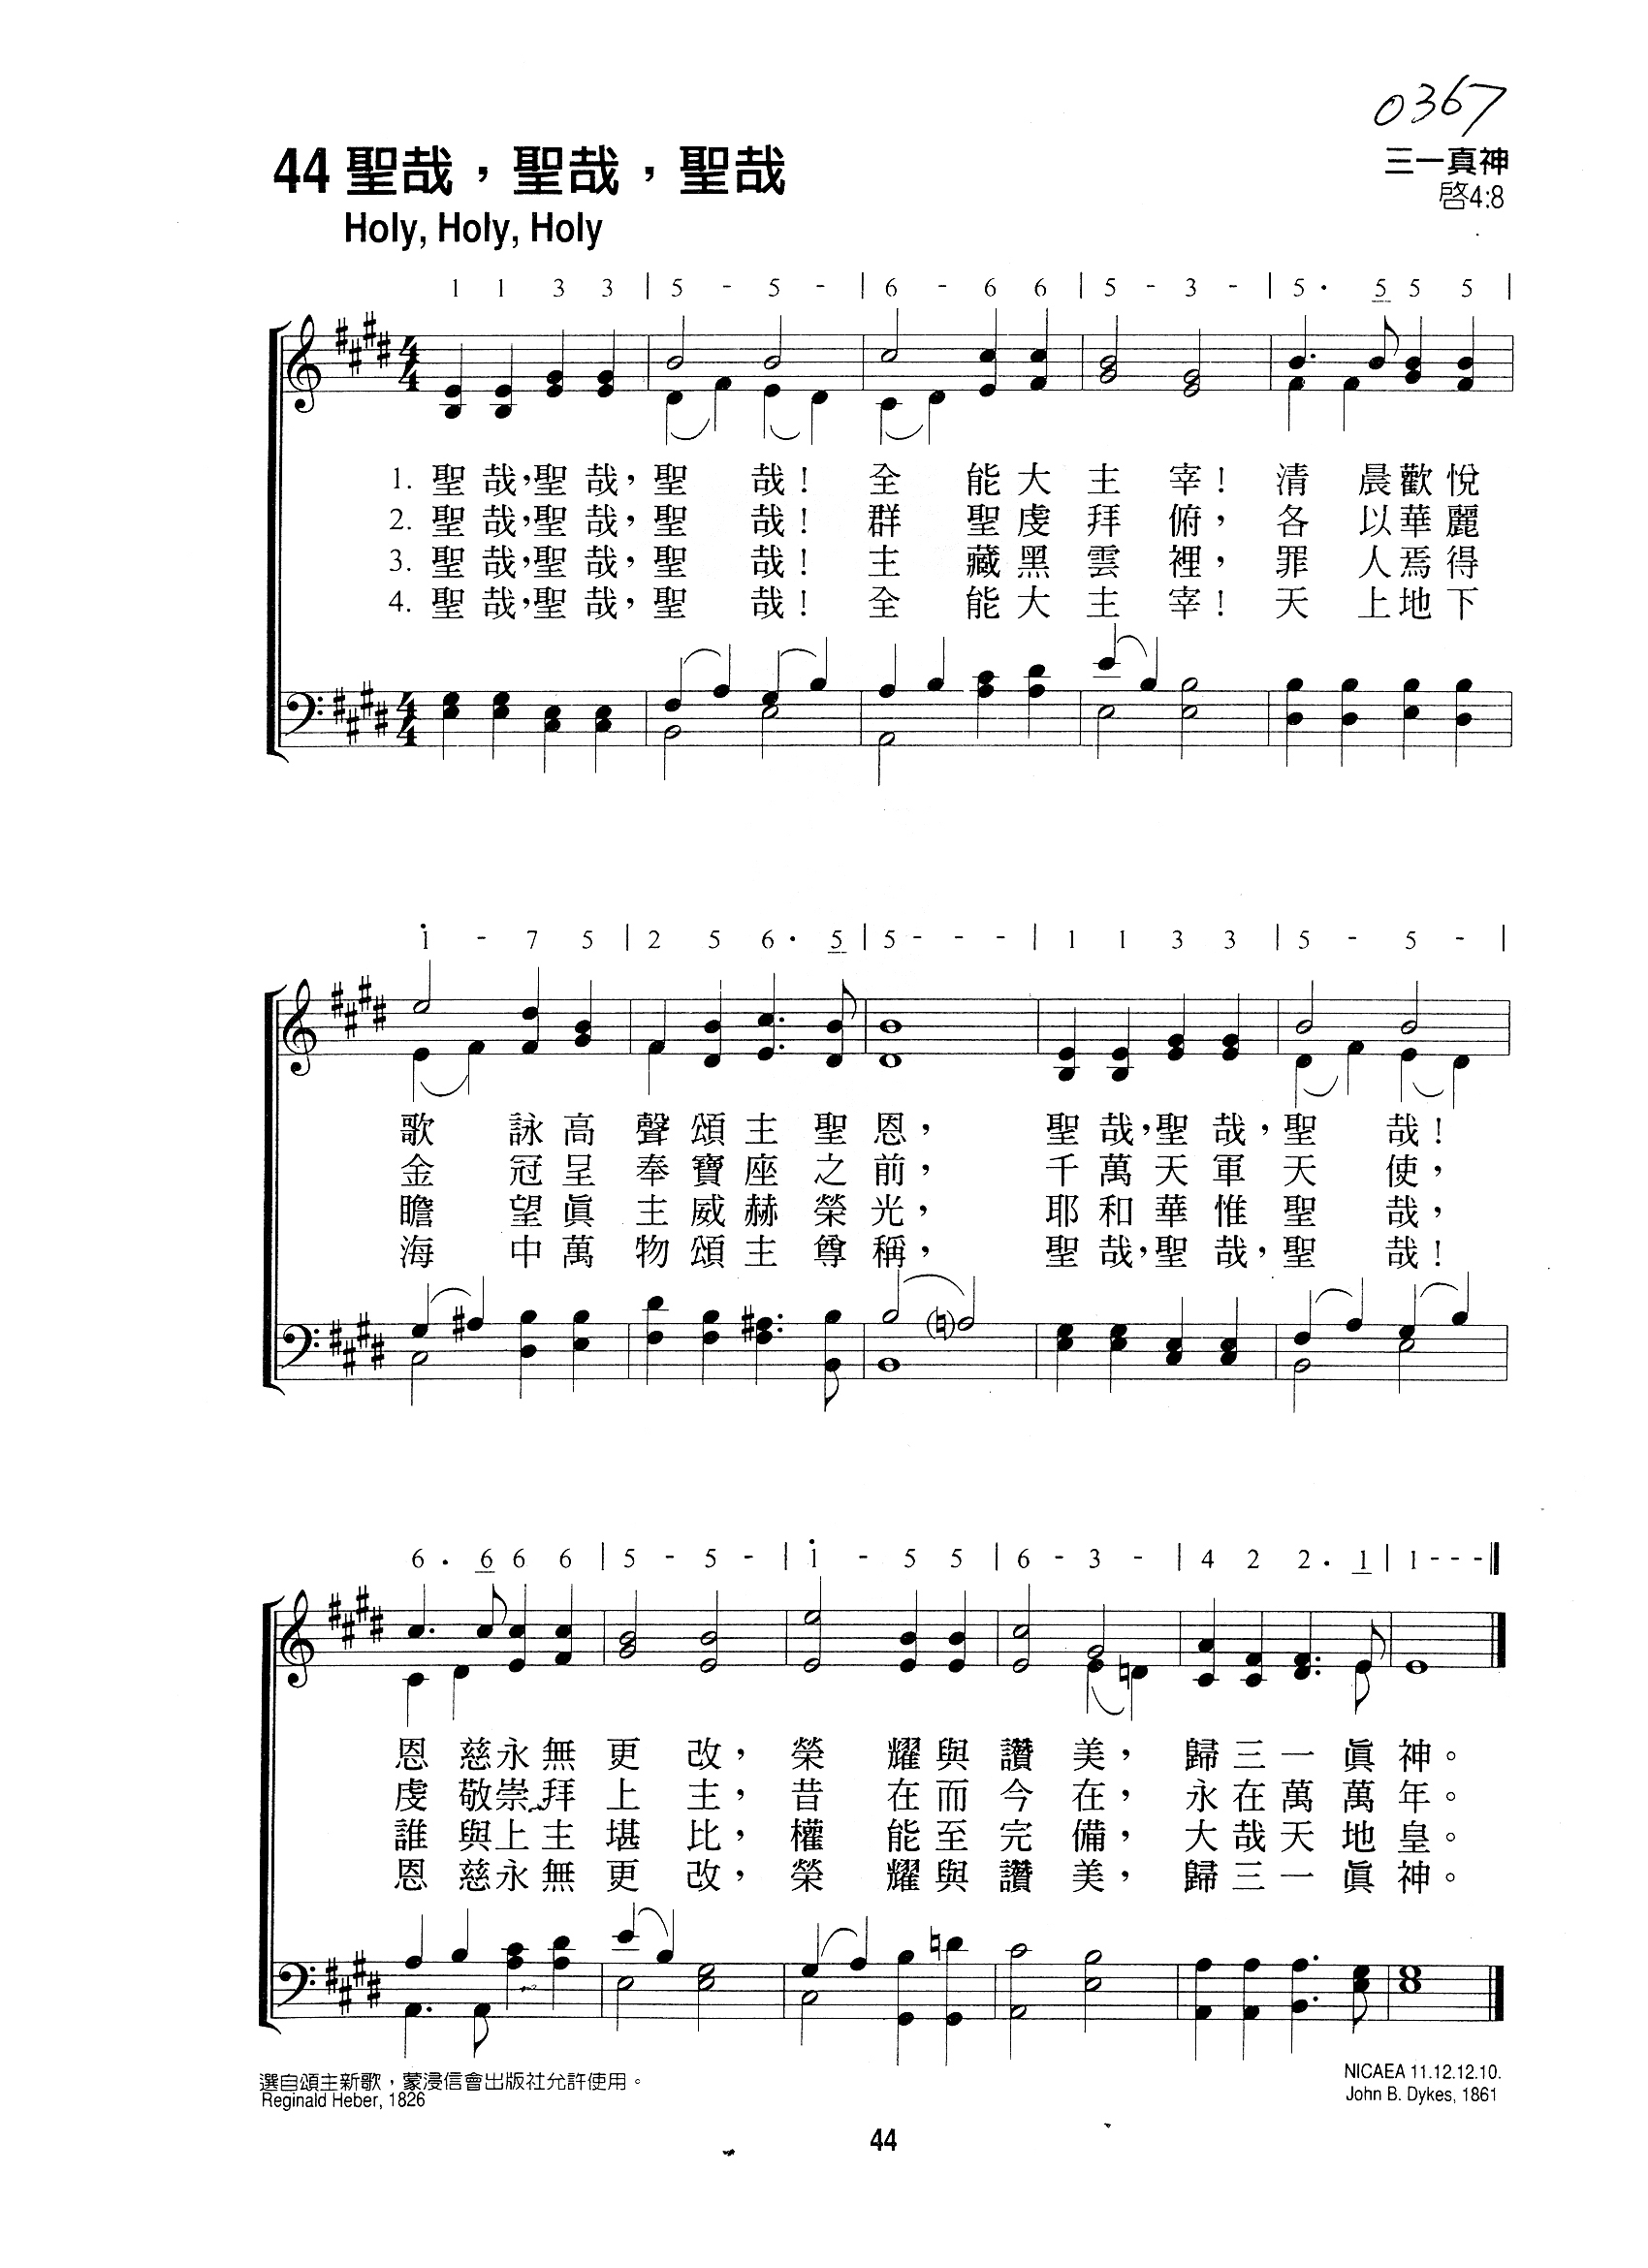 0367
44 聖哉，聖哉，聖哉
三一真神
Holy, Holy, Holy
啓4:8
1 1 3 3 | 5 - 5 - | 6 - 6 6 | 5 - 3 - | 5 · 5 5 5 |
1. 聖哉，聖哉，聖哉！全能大主宰！清晨歡悅
2. 聖哉，聖哉，聖哉！群聖虔拜俯，各以華麗
3. 聖哉，聖哉，聖哉！主藏黑雲裡，罪人焉得
4. 聖哉，聖哉，聖哉！全能大主宰！天上地下
i - 7 5 | 2 5 6 · 5 | 5 - - - | 1 1 3 3 | 5 - 5 - |
歌詠高聲頌主聖恩，聖哉，聖哉，聖哉！
金冠呈奉寶座之前，千萬天軍天使，
瞻望眞主威赫榮光，耶和華惟聖哉，
海中萬物頌主尊稱，聖哉，聖哉，聖哉！
6 · 6 6 6 | 5 - 5 - | i - 5 5 | 6 - 3 - | 4 2 2 · 1 | 1 - - - ||
恩慈永無更改，榮耀與讚美，歸三一眞神。
虔敬崇拜上主，昔在而今在，永在萬萬年。
誰與上主堪比，權能至完備，大哉天地皇。
恩慈永無更改，榮耀與讚美，歸三一眞神。
選自頌主新歌，蒙浸信會出版社允許使用。
Reginald Heber, 1826
NICAEA 11.12.12.10.
John B. Dykes, 1861
44